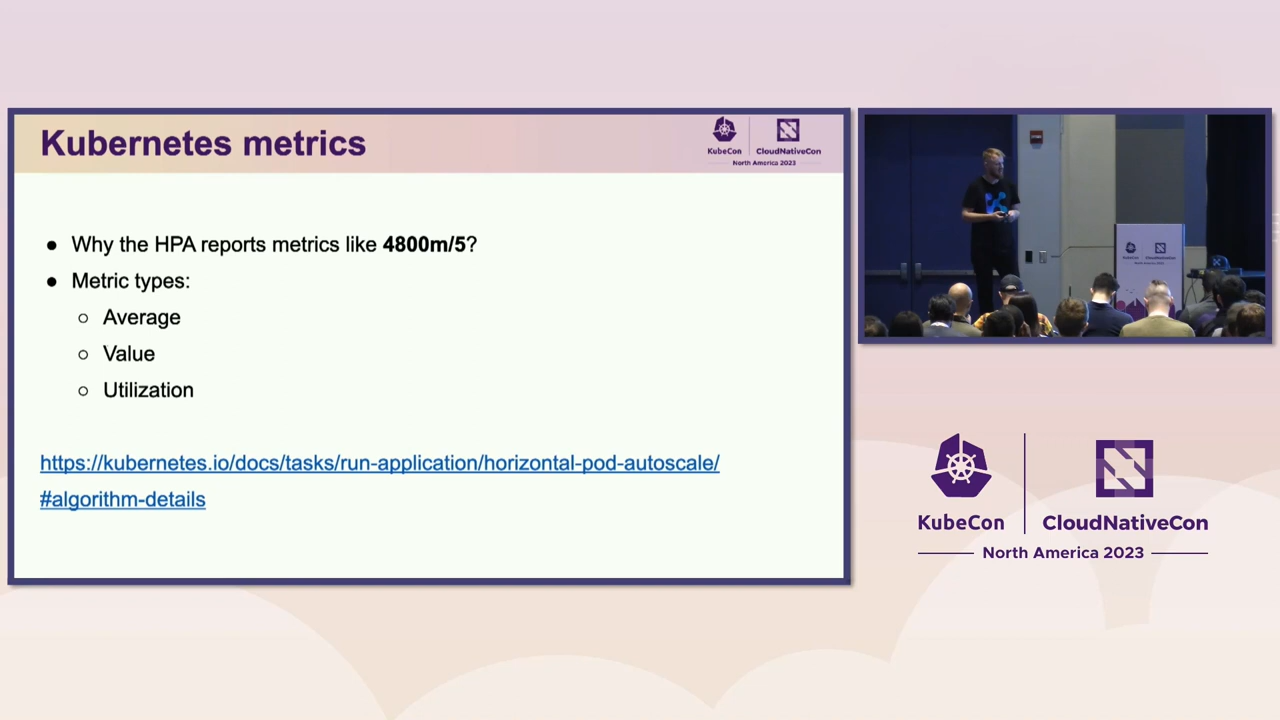 Kubernetes metrics
KubeCon
CloudNativeCon
North America 2023
● Why the HPA reports metrics like 4800m/5?
● Metric types:
○ Average
○ Value
○ Utilization
https://kubernetes.io/docs/tasks/run-application/horizontal-pod-autoscale/
#algorithm-details
KubeCon
CloudNativeCon
North America 2023